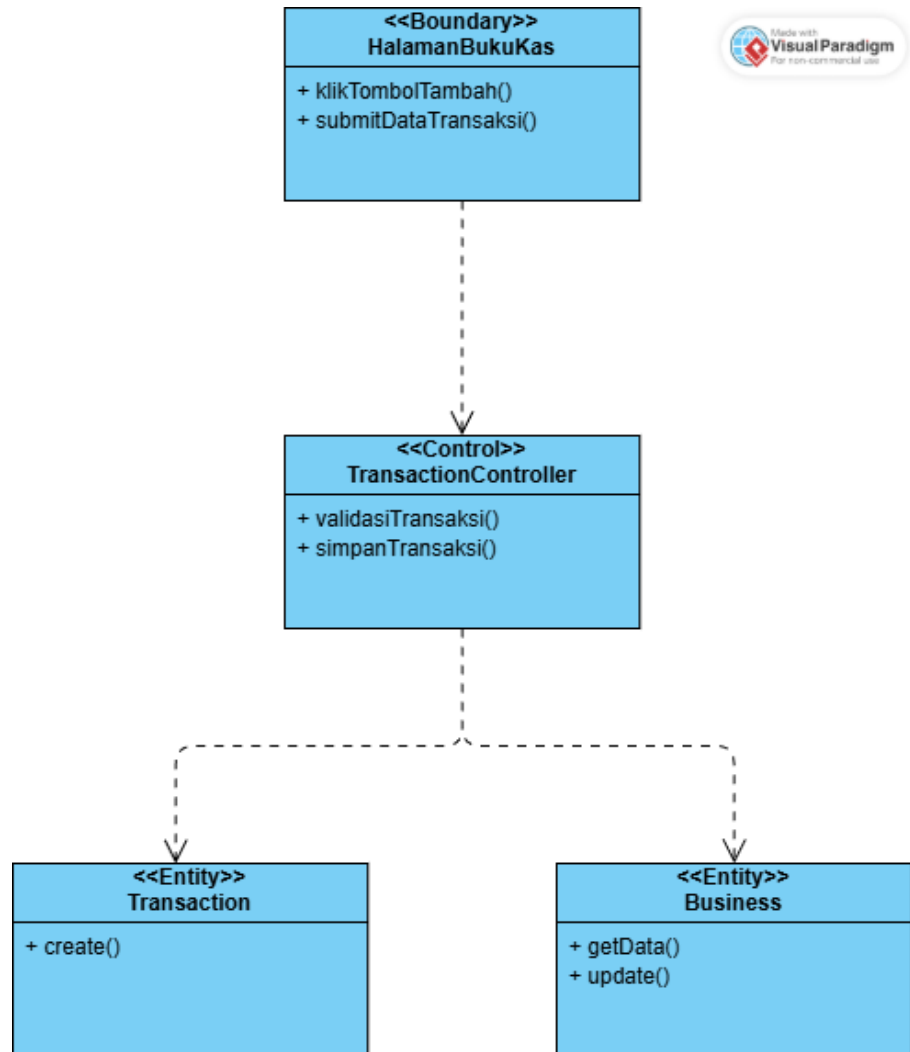 <<Boundary>>
HalamanBukuKas
+ klikTombolTambah()
+ submitDataTransaksi()
Made with
Visual Paradigm
For non-commercial use
<<Control>>
TransactionController
+ validasiTransaksi()
+ simpanTransaksi()
<<Entity>>
Transaction
+ create()
<<Entity>>
Business
+ getData()
+ update()